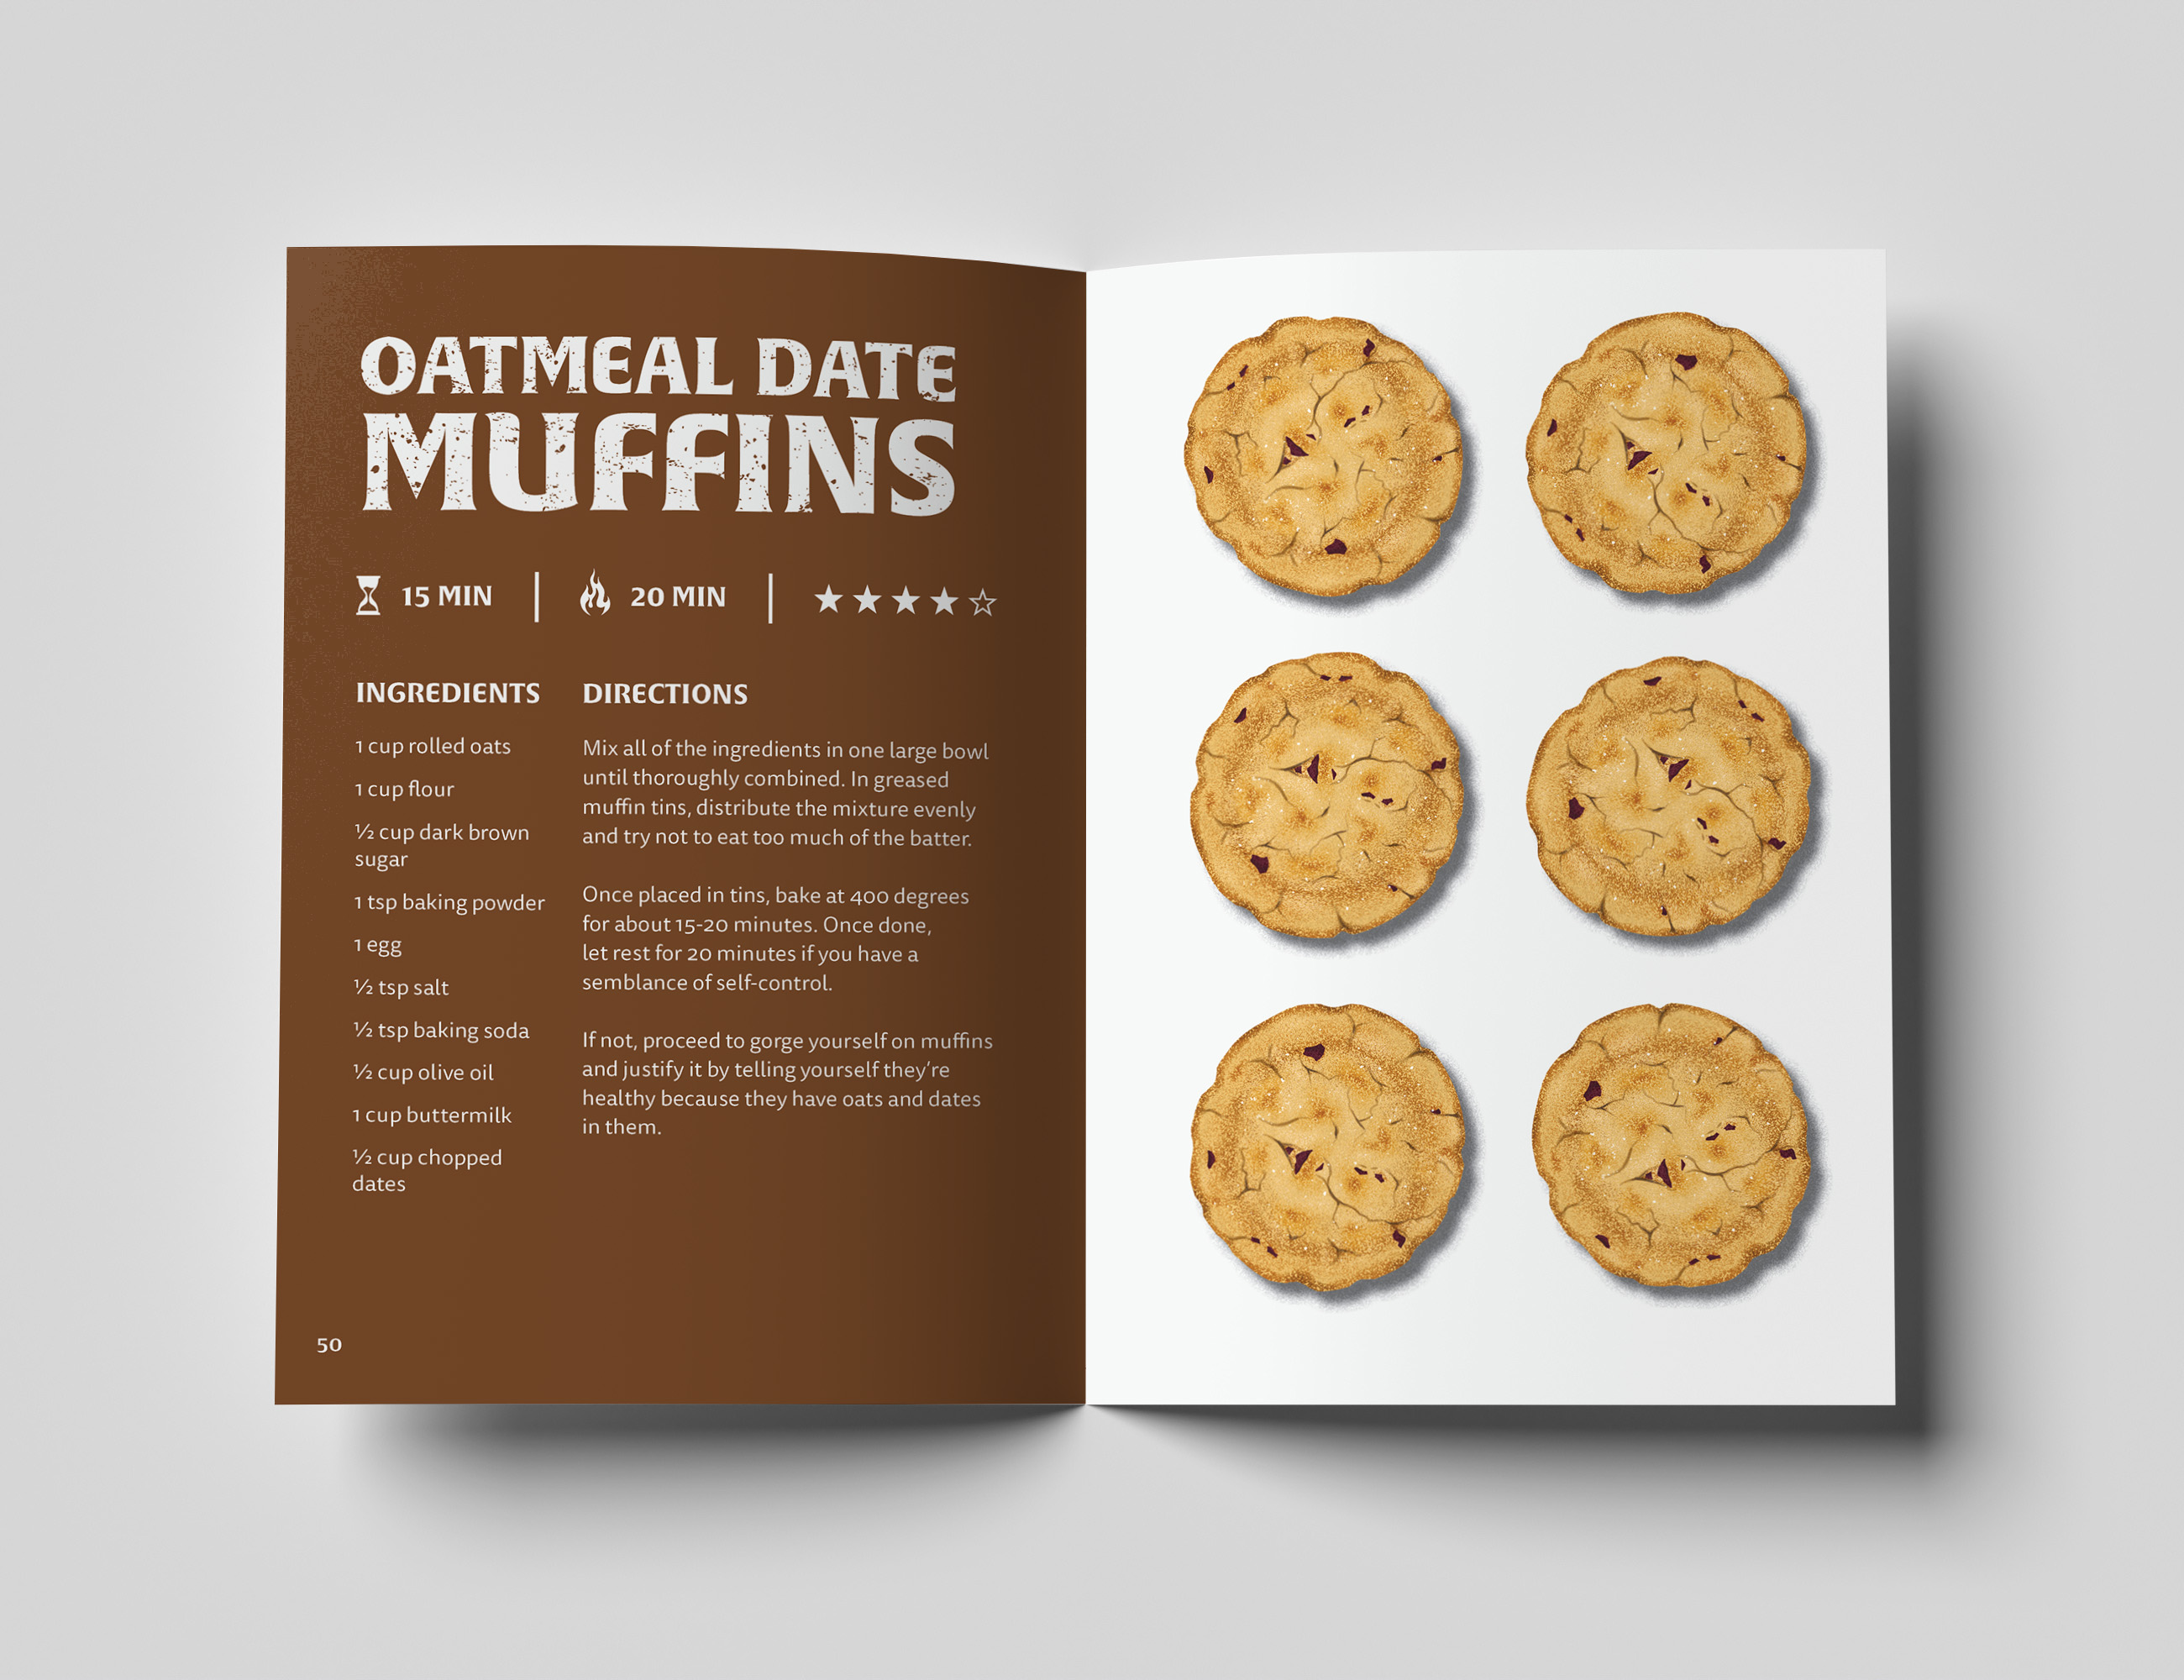 OATMEAL DATE
MUFFINS
15 MIN | 20 MIN | ★★★★☆
INGREDIENTS
1 cup rolled oats
1 cup flour
½ cup dark brown
sugar
1 tsp baking powder
1 egg
½ tsp salt
½ tsp baking soda
½ cup olive oil
1 cup buttermilk
½ cup chopped
dates
DIRECTIONS
Mix all of the ingredients in one large bowl
until thoroughly combined. In greased
muffin tins, distribute the mixture evenly
and try not to eat too much of the batter.
Once placed in tins, bake at 400 degrees
for about 15-20 minutes. Once done,
let rest for 20 minutes if you have a
semblance of self-control.
If not, proceed to gorge yourself on muffins
and justify it by telling yourself they're
healthy because they have oats and dates
in them.
50